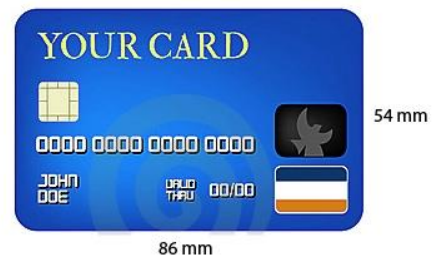 YOUR CARD
54 mm
0000 0000 0000 0000
JOHN VALID 00/00
DOE THRU
86 mm